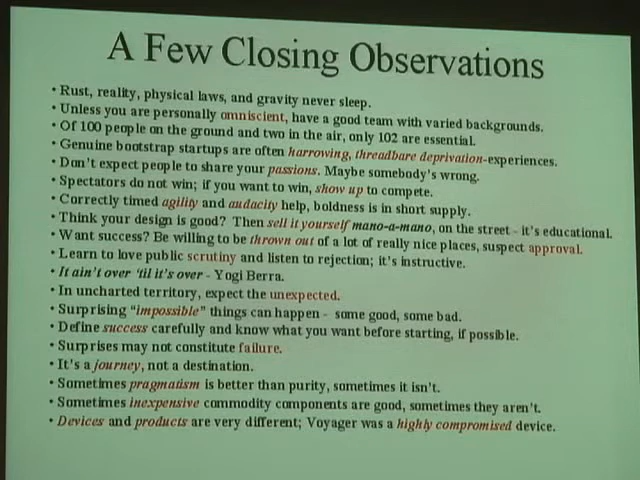 A Few Closing Observations
• Rust, reality, physical laws, and gravity never sleep.
• Unless you are personally omniscient, have a good team with varied backgrounds.
• Of 100 people on the ground and two in the air, only 102 are essential.
• Genuine bootstrap startups are often harrowing, threadbare deprivation-experiences.
• Don't expect people to share your passions. Maybe somebody's wrong.
• Spectators do not win; if you want to win, show up to compete.
• Correctly timed agility and audacity help, boldness is in short supply.
• Think your design is good? Then sell it yourself mano-a-mano, on the street - it's educational.
• Want success? Be willing to be thrown out of a lot of really nice places, suspect approval.
• Learn to love public scrutiny and listen to rejection; it's instructive.
• It ain't over 'til it's over - Yogi Berra.
• In uncharted territory, expect the unexpected.
• Surprising "impossible" things can happen - some good, some bad.
• Define success carefully and know what you want before starting, if possible.
• Surprises may not constitute failure.
• It's a journey, not a destination.
• Sometimes pragmatism is better than purity, sometimes it isn't.
• Sometimes inexpensive commodity components are good, sometimes they aren't.
• Devices and products are very different; Voyager was a highly compromised device.